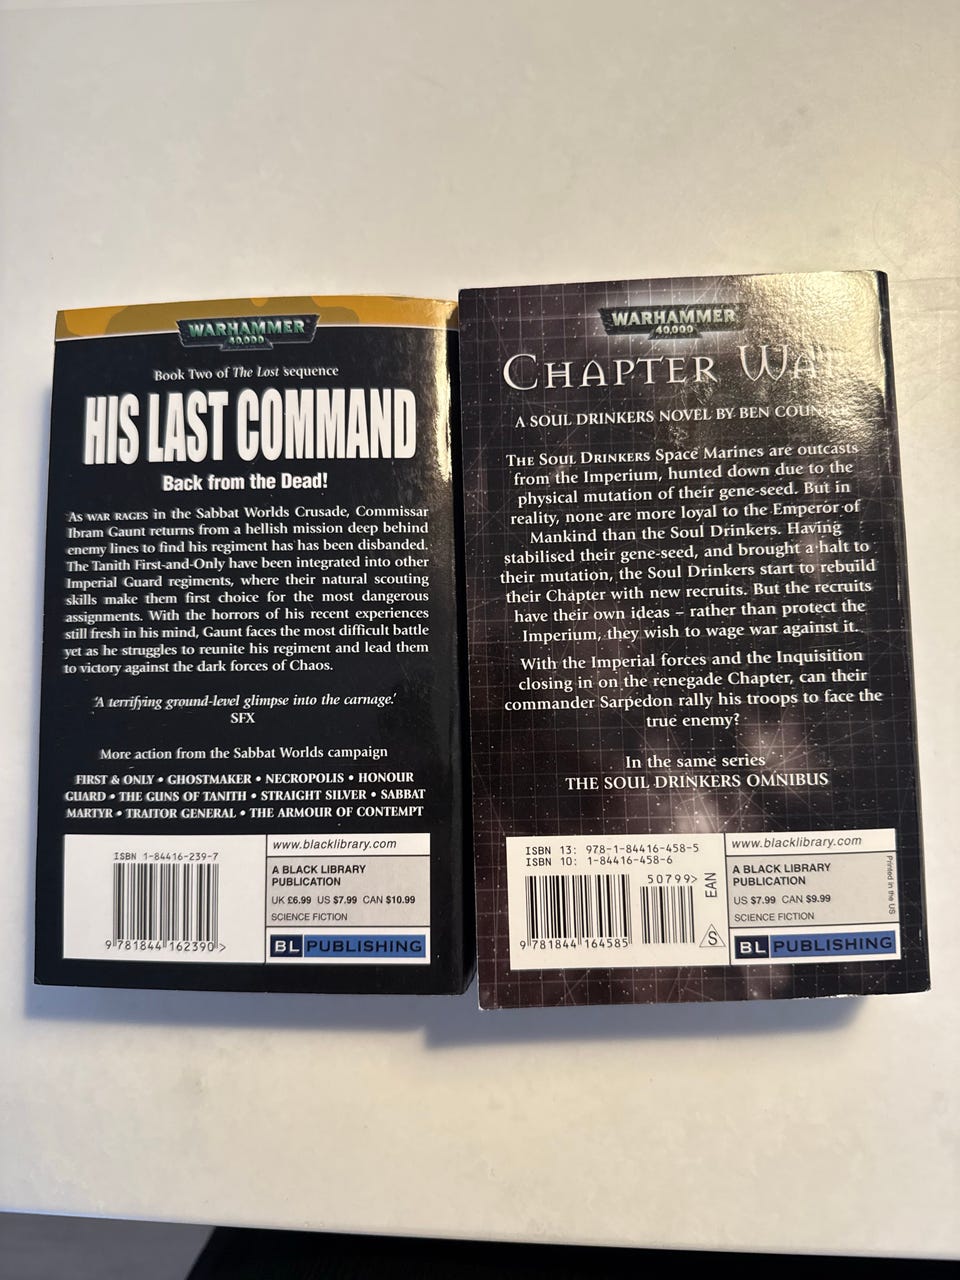 WARHAMMER
40,000
Book Two of The Lost sequence
HIS LAST COMMAND
Back from the Dead!
AS WAR RAGES in the Sabbat Worlds Crusade, Commissar
Ibram Gaunt returns from a hellish mission deep behind
enemy lines to find his regiment has has been disbanded.
The Tanith First-and-Only have been integrated into other
Imperial Guard regiments, where their natural scouting
skills make them first choice for the most dangerous
assignments. With the horrors of his recent experiences
still fresh in his mind, Gaunt faces the most difficult battle
yet as he struggles to reunite his regiment and lead them
to victory against the dark forces of Chaos.
'A terrifying ground-level glimpse into the carnage.'
SFX
More action from the Sabbat Worlds campaign
FIRST & ONLY • GHOSTMAKER • NECROPOLIS • HONOUR
GUARD • THE GUNS OF TANITH • STRAIGHT SILVER • SABBAT
MARTYR • TRAITOR GENERAL • THE ARMOUR OF CONTEMPT
ISBN 1-84416-239-7
9 781844 162390 >
www.blacklibrary.com
A BLACK LIBRARY
PUBLICATION
UK £6.99 US $7.99 CAN $10.99
SCIENCE FICTION
BL PUBLISHING
WARHAMMER
40,000
CHAPTER
A SOUL DRINKERS NOVEL BY BEN
THE SOUL DRINKERS Space Marines are outcasts
from the Imperium, hunted down due to the
physical mutation of their gene-seed. But in
reality, none are more loyal to the Emperor of
Mankind than the Soul Drinkers. Having
stabilised their gene-seed, and brought a halt to
their mutation, the Soul Drinkers start to rebuild
their Chapter with new recruits. But the recruits
have their own ideas – rather than protect the
Imperium, they wish to wage war against it.
With the Imperial forces and the Inquisition
closing in on the renegade Chapter, can their
commander Sarpedon rally his troops to face the
true enemy?
In the same series
THE SOUL DRINKERS OMNIBUS
ISBN 13: 978-1-84416-458-5
ISBN 10: 1-84416-458-6
50799>
EAN
9 781844 164585
S
www.blacklibrary.com
A BLACK LIBRARY
PUBLICATION
US $7.99 CAN $9.99
SCIENCE FICTION
Printed in the US
BL PUBLISHING